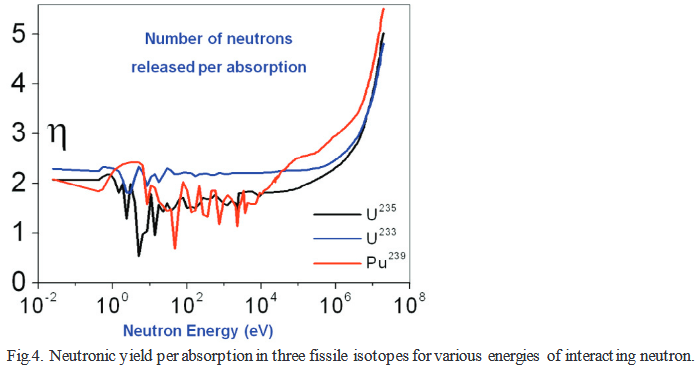 Number of neutrons
released per absorption
η
5
4
3
2
1
0
U235
U233
Pu239
10-2 100 102 104 106 108
Neutron Energy (eV)
Fig.4. Neutronic yield per absorption in three fissile isotopes for various energies of interacting neutron.